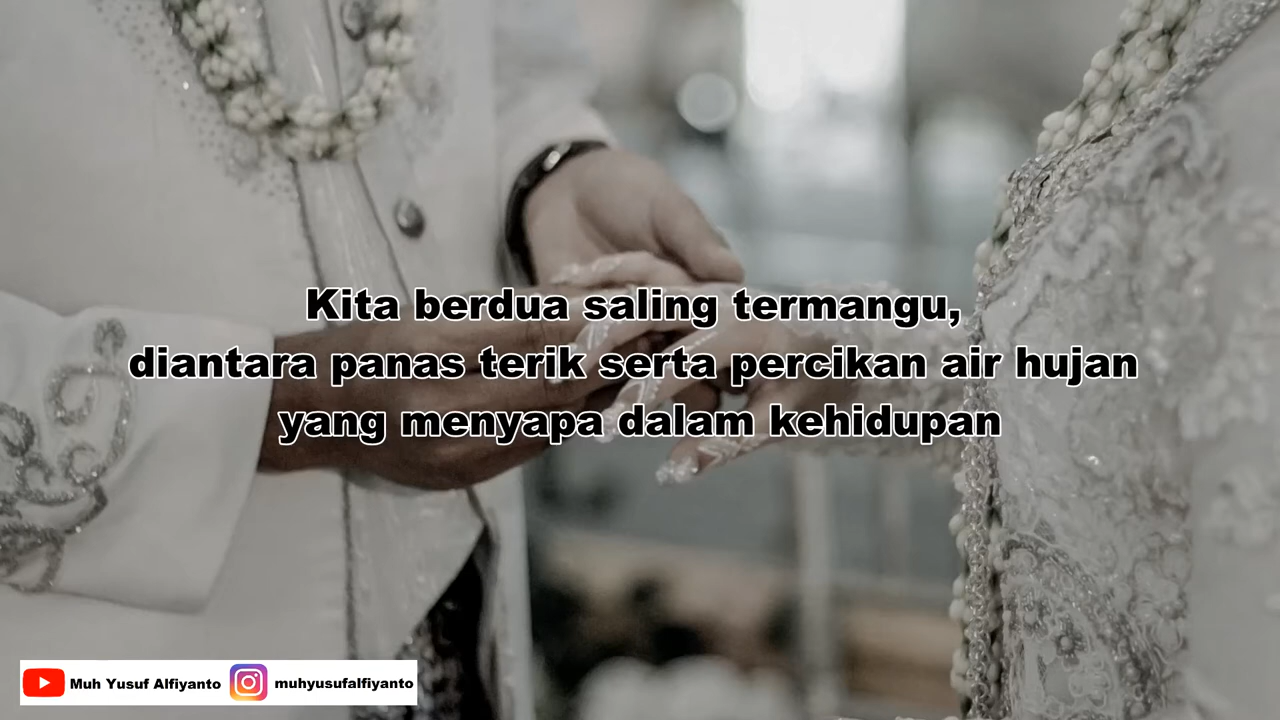 Kita berdua saling termangu,
diantara panas terik serta percikan air hujan
yang menyapa dalam kehidupan
Muh Yusuf Alfiyanto muhyusufalfiyanto